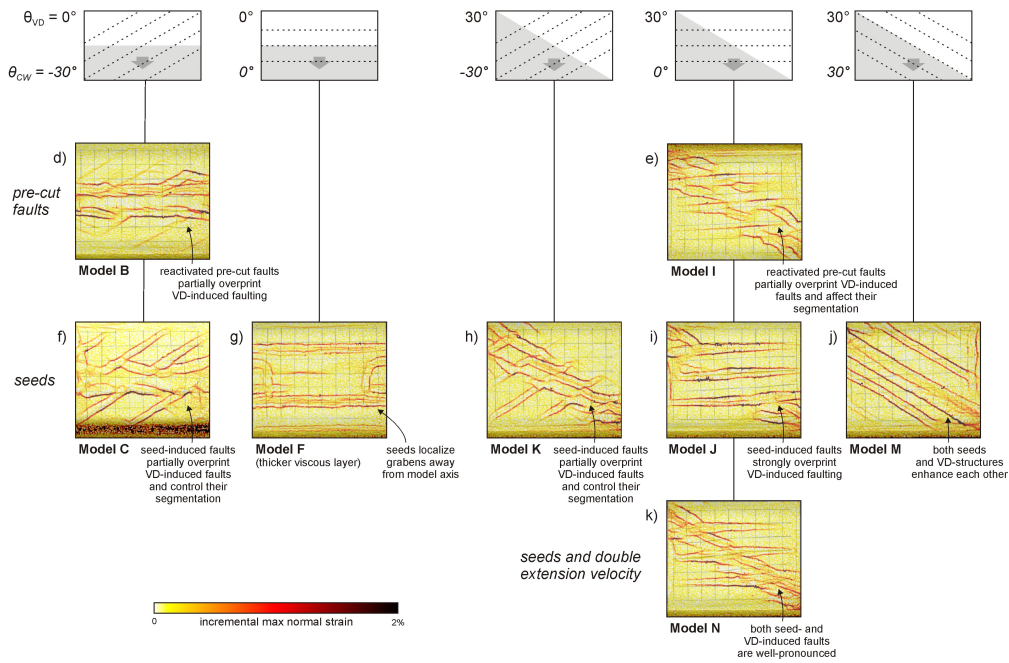 θVD = 0°
0°
30°
30°
30°
θCW = -30°
0°
-30°
0°
30°
d)
e)
pre-cut
faults
Model B
reactivated pre-cut faults
partially overprint
VD-induced faulting
Model I
reactivated pre-cut faults
partially overprint VD-induced
faults and affect their
segmentation
f)
g)
h)
i)
j)
seeds
Model C
seed-induced faults
partially overprint
VD-induced faults
and control their
segmentation
Model F
(thicker viscous layer)
seeds localize
grabens away
from model axis
Model K
seed-induced faults
partially overprint
VD-induced faults
and control their
segmentation
Model J
seed-induced faults
strongly overprint
VD-induced faulting
Model M
both seeds
and VD-structures
enhance each other
k)
seeds and double
extension velocity
Model N
both seed- and
VD-induced faults
are well-pronounced
0
incremental max normal strain
2%